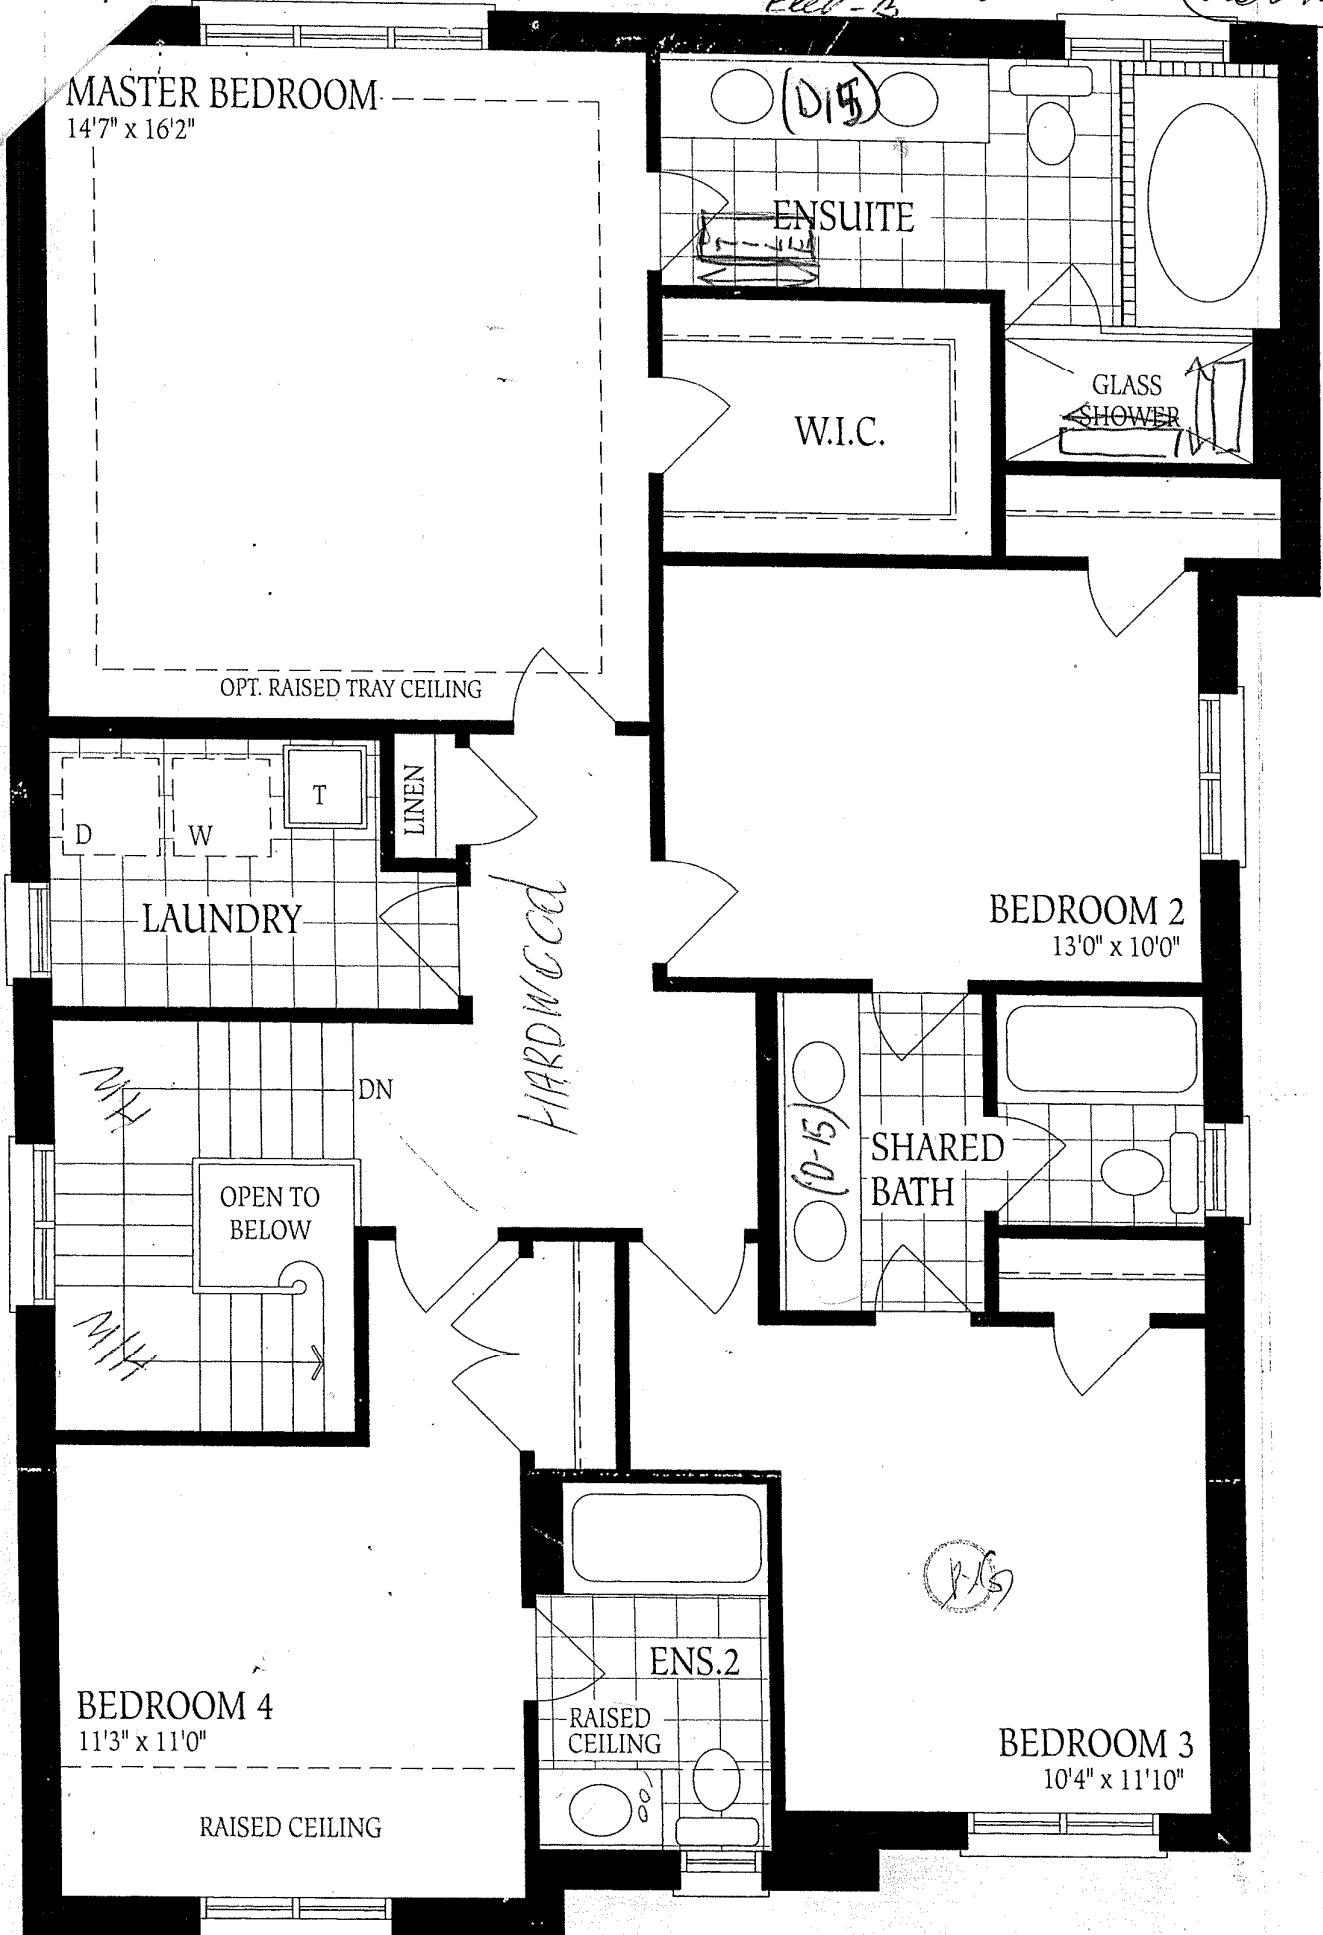 Elev-B
MASTER BEDROOM
14'7" x 16'2"
(D15)
ENSUITE
TILE
GLASS
SHOWER
W.I.C.
OPT. RAISED TRAY CEILING
D
W
T
LINEN
LAUNDRY
HARDWOOD
BEDROOM 2
13'0" x 10'0"
DN
OPEN TO
BELOW
(D-15)
SHARED
BATH
ENS.2
RAISED
CEILING
BEDROOM 4
11'3" x 11'0"
RAISED CEILING
BEDROOM 3
10'4" x 11'10"